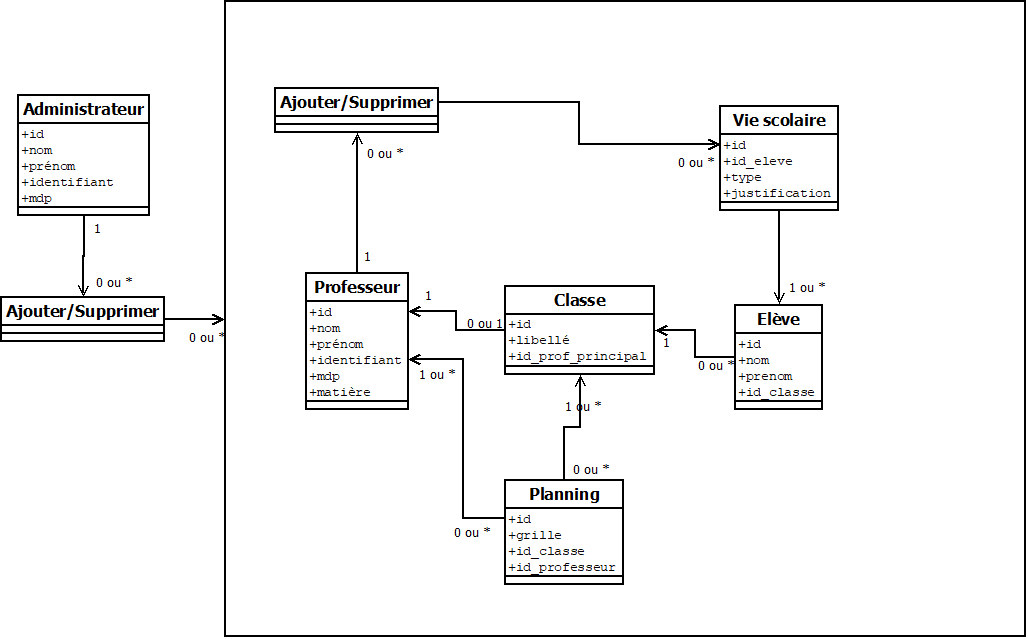 Administrateur
+id
+nom
+prénom
+identifiant
+mdp
1
0 ou *
Ajouter/Supprimer
0 ou *
Ajouter/Supprimer
0 ou *
1
0 ou *
Vie scolaire
+id
+id_eleve
+type
+justification
1 ou *
Professeur
+id
+nom
+prénom
+identifiant
+mdp
+matière
1
0 ou 1
1 ou *
Classe
+id
+libellé
+id_prof_principal
1
0 ou *
Elève
+id
+nom
+prenom
+id_classe
1 ou *
0 ou *
0 ou *
Planning
+id
+grille
+id_classe
+id_professeur